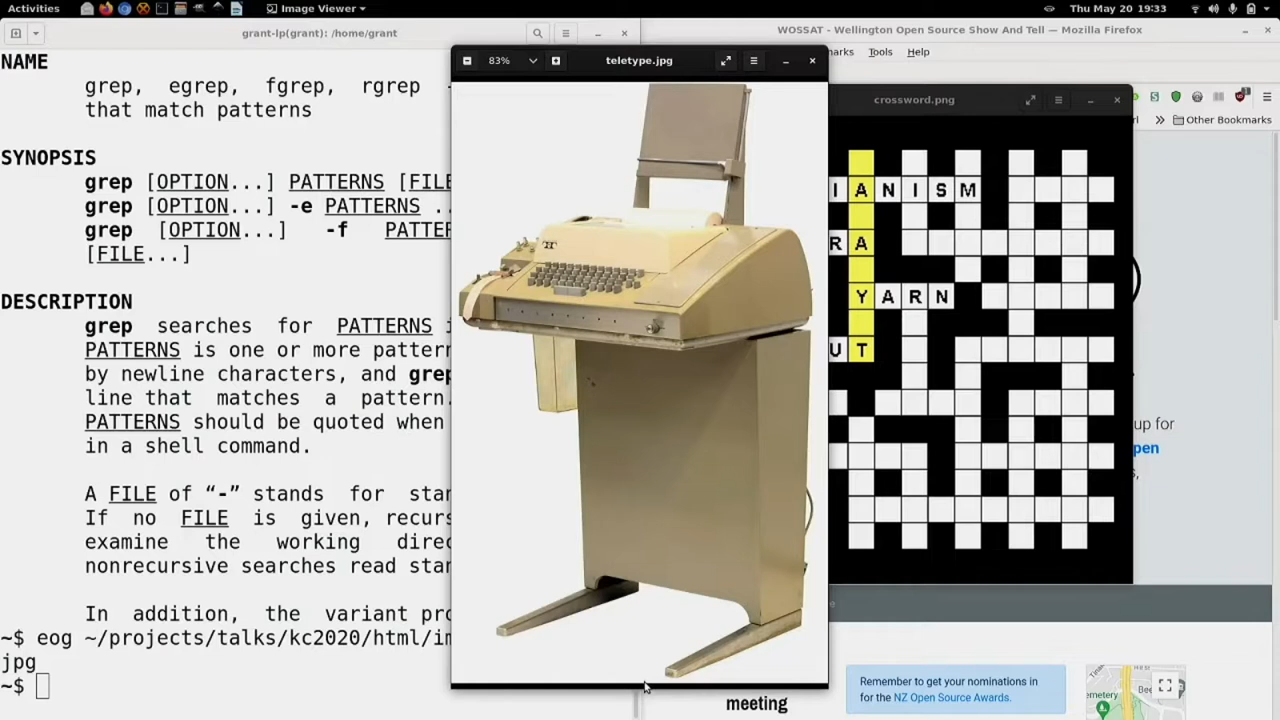 Activities
Image Viewer
Thu May 20 19:33
grant-lp(grant): /home/grant
WOSSAT - Wellington Open Source Show And Tell — Mozilla Firefox
Tools Help
Other Bookmarks
83%
teletype.jpg
crossword.png
NAME
grep, egrep, fgrep, rgrep
that match patterns
SYNOPSIS
grep [OPTION...] PATTERNS [FILE
grep [OPTION...] -e PATTERNS ..
grep [OPTION...] -f PATTER
[FILE...]
DESCRIPTION
grep searches for PATTERNS
PATTERNS is one or more pattern
by newline characters, and grep
line that matches a pattern.
PATTERNS should be quoted when
in a shell command.
A FILE of “-” stands for stan
If no FILE is given, recurs
examine the working direc
nonrecursive searches read stan
In addition, the variant pro
~$ eog ~/projects/talks/kc2020/html/im
jpg
~$
I A N I S M
R A
Y A R N
U T
up for
pen
meeting
Remember to get your nominations in
for the NZ Open Source Awards.